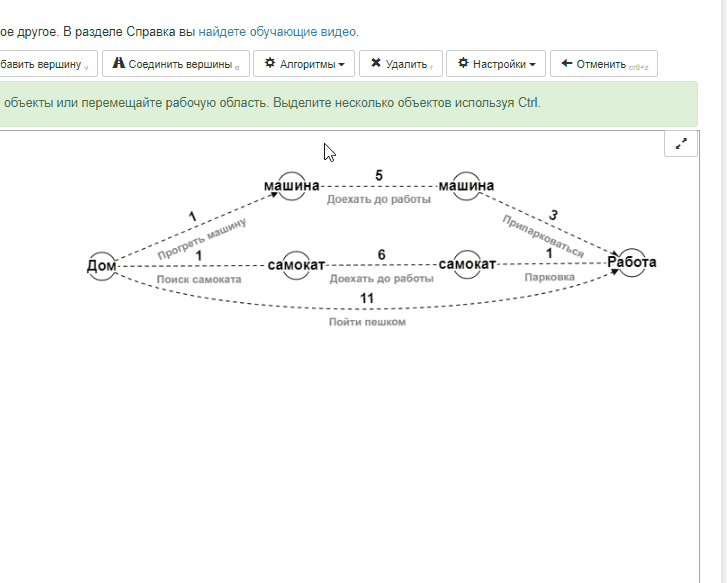 ое другое. В разделе Справка вы найдете обучающие видео.
бавить вершину v
Соединить вершины e
Алгоритмы
Удалить r
Настройки
Отменить ctrl+z
объекты или перемещайте рабочую область. Выделите несколько объектов используя Ctrl.
5
машина
машина
Доехать до работы
1
3
Прогреть машину
Припарковаться
1
6
1
Дом
самокат
самокат
Работа
Поиск самоката
Доехать до работы
Парковка
11
Пойти пешком